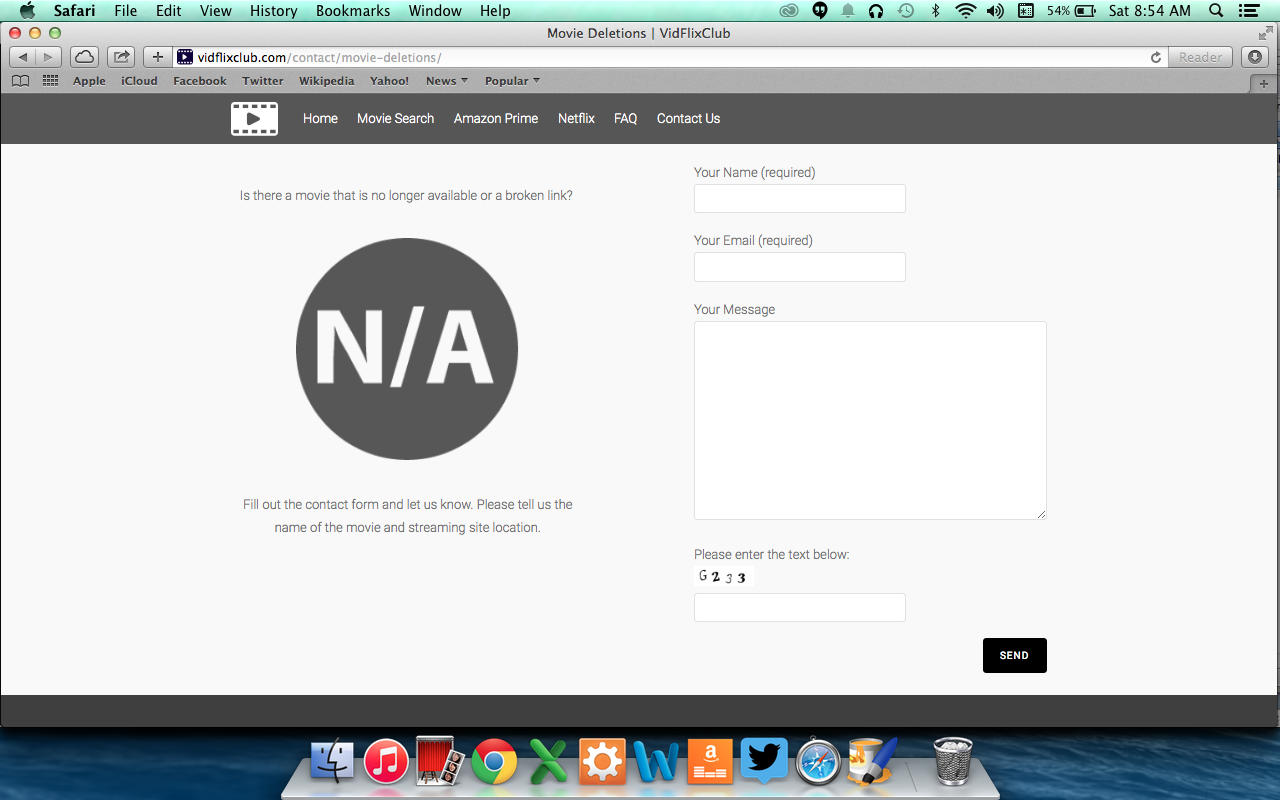 Safari File Edit View History Bookmarks Window Help 54% Sat 8:54 AM
Movie Deletions | VidFlixClub
vidflixclub.com/contact/movie-deletions/ Reader
Apple iCloud Facebook Twitter Wikipedia Yahoo! News Popular
Home Movie Search Amazon Prime Netflix FAQ Contact Us
Is there a movie that is no longer available or a broken link?
N/A
Fill out the contact form and let us know. Please tell us the
name of the movie and streaming site location.
Your Name (required)
Your Email (required)
Your Message
Please enter the text below:
G233
SEND
a